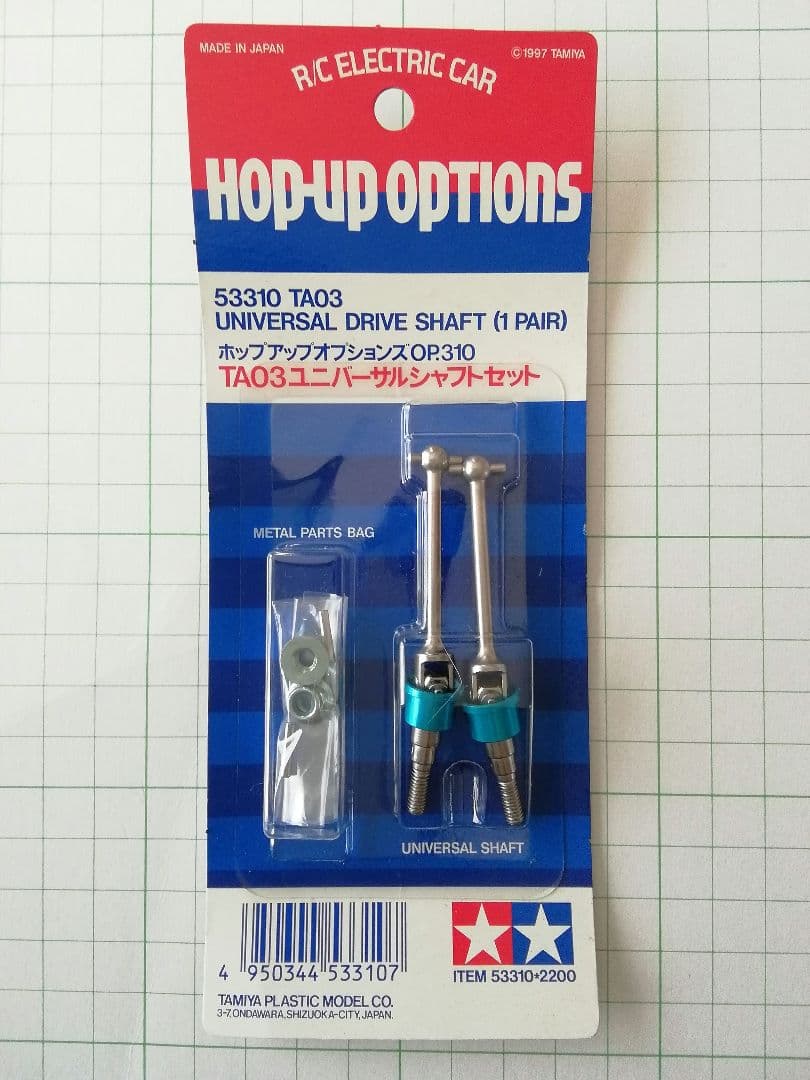 MADE IN JAPAN
©1997 TAMIYA
R/C ELECTRIC CAR
HOP-UP OPTIONS
53310 TA03
UNIVERSAL DRIVE SHAFT (1 PAIR)
ホップアップオプションズOP.310
TA03ユニバーサルシャフトセット
METAL PARTS BAG
UNIVERSAL SHAFT
4 950344 533107
ITEM 53310*2200
TAMIYA PLASTIC MODEL CO.
3-7, ONDAWARA, SHIZUOKA-CITY, JAPAN.